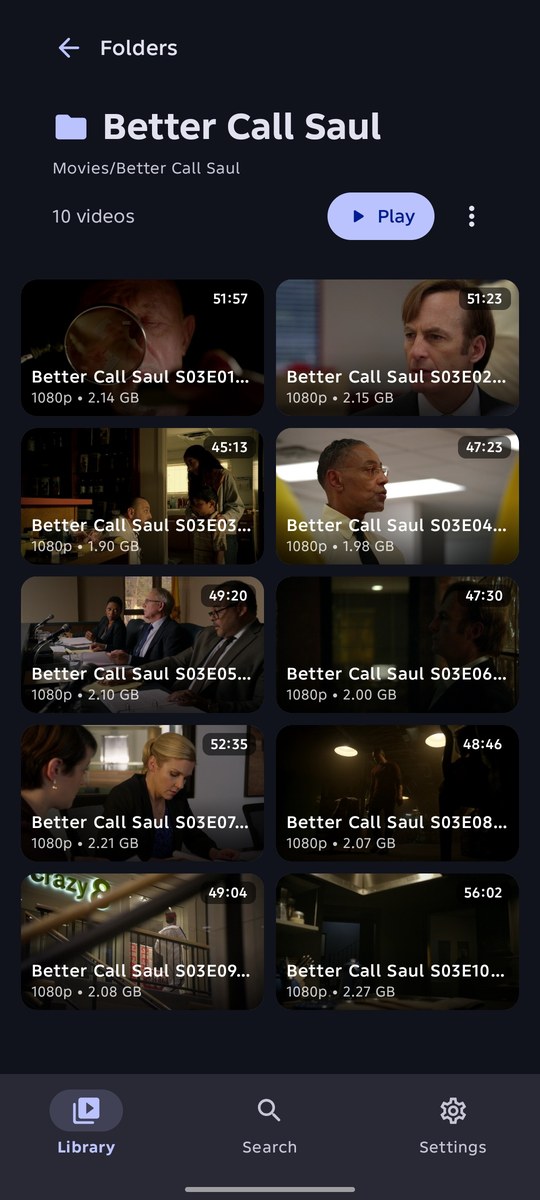 Folders
Better Call Saul
Movies/Better Call Saul
10 videos
Play
51:57
Better Call Saul S03E01...
1080p • 2.14 GB
51:23
Better Call Saul S03E02...
1080p • 2.15 GB
45:13
Better Call Saul S03E03...
1080p • 1.90 GB
47:23
Better Call Saul S03E04...
1080p • 1.98 GB
49:20
Better Call Saul S03E05...
1080p • 2.10 GB
47:30
Better Call Saul S03E06...
1080p • 2.00 GB
52:35
Better Call Saul S03E07...
1080p • 2.21 GB
48:46
Better Call Saul S03E08...
1080p • 2.07 GB
crazy 8
49:04
Better Call Saul S03E09...
1080p • 2.08 GB
56:02
Better Call Saul S03E10...
1080p • 2.27 GB
Library
Search
Settings